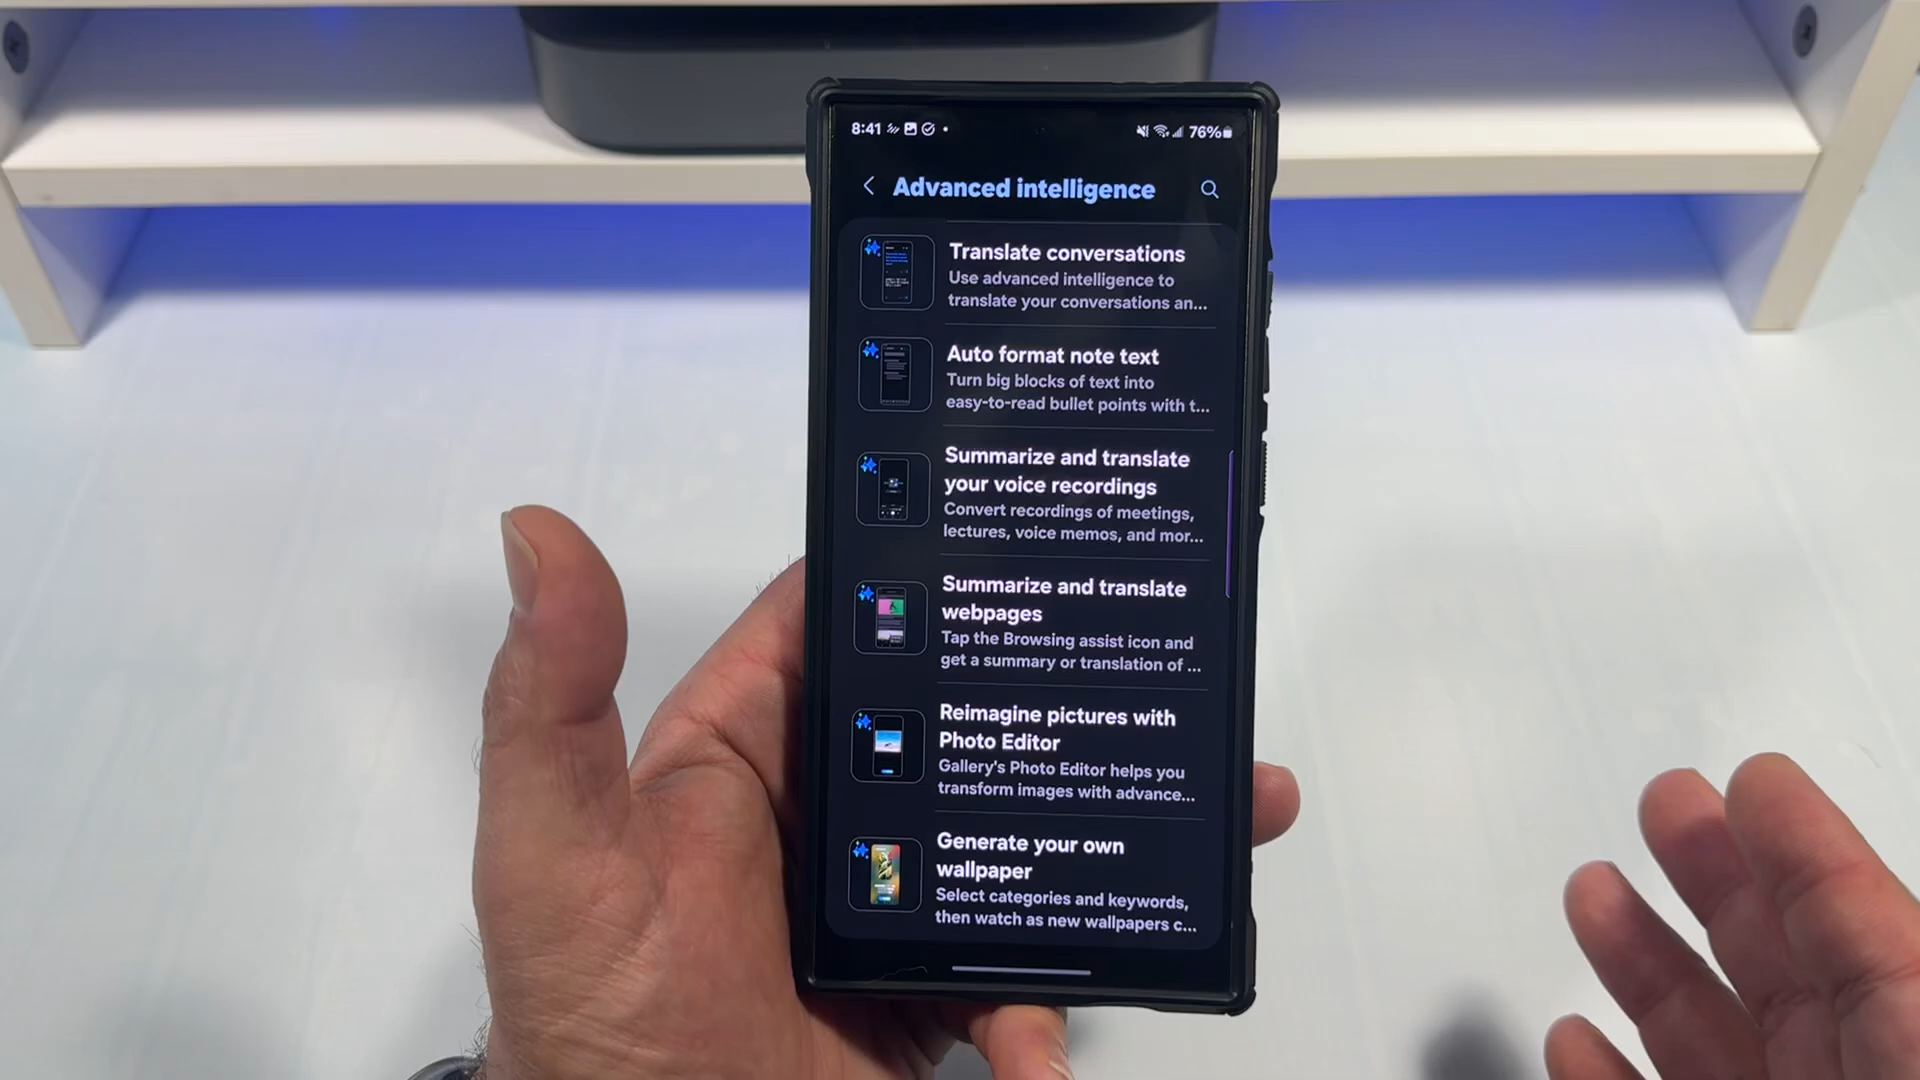 8:41
76%
Advanced intelligence
Translate conversations
Use advanced intelligence to
translate your conversations an...
Auto format note text
Turn big blocks of text into
easy-to-read bullet points with t...
Summarize and translate
your voice recordings
Convert recordings of meetings,
lectures, voice memos, and mor...
Summarize and translate
webpages
Tap the Browsing assist icon and
get a summary or translation of ...
Reimagine pictures with
Photo Editor
Gallery's Photo Editor helps you
transform images with advance...
Generate your own
wallpaper
Select categories and keywords,
then watch as new wallpapers c...